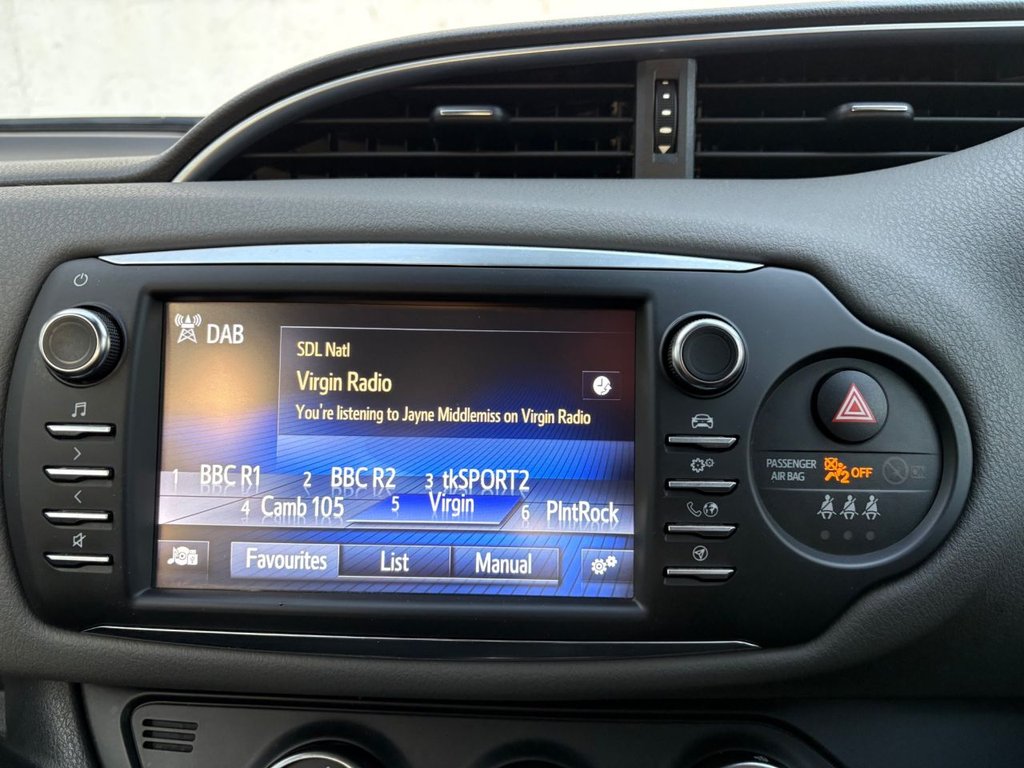 DAB
SDL Natl
Virgin Radio
You're listening to Jayne Middlemiss on Virgin Radio
1 BBC R1 2 BBC R2 3 tkSPORT2
4 Camb 105 5 Virgin 6 PlntRock
Favourites List Manual
PASSENGER
AIR BAG
2 OFF